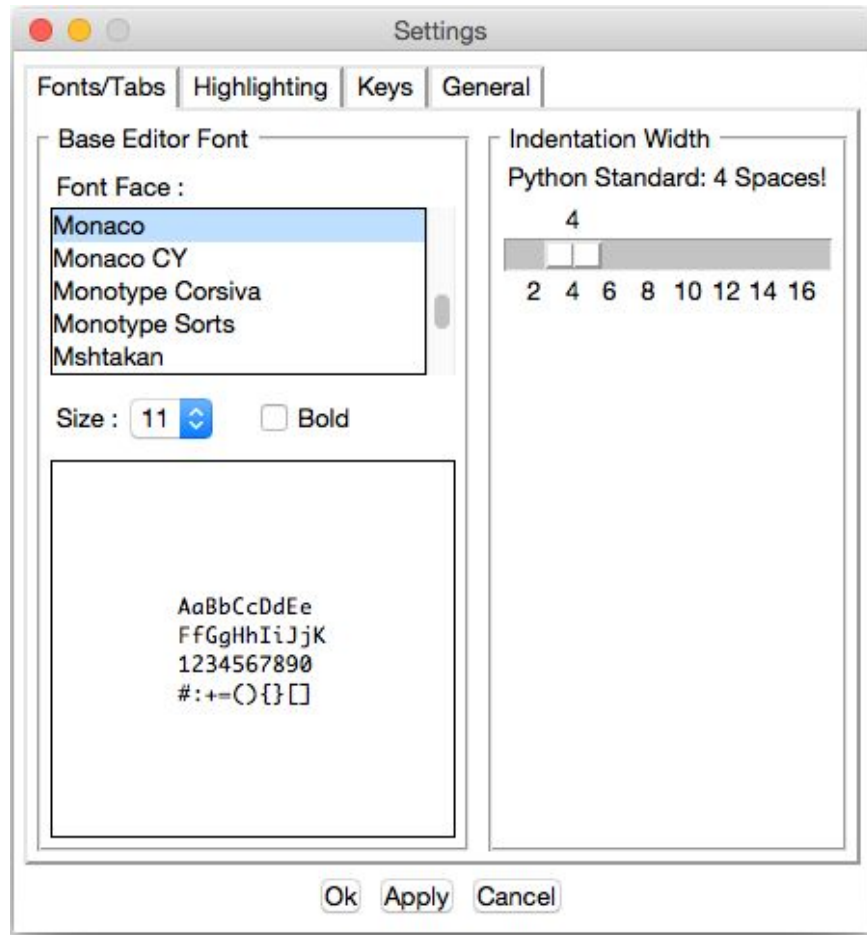 Settings
Fonts/Tabs Highlighting Keys General
Base Editor Font
Font Face :
Monaco
Monaco CY
Monotype Corsiva
Monotype Sorts
Mshtakan
Size : 11 Bold
AaBbCcDdEe
FfGgHhIiJjK
1234567890
#:+=(){}[]
Indentation Width
Python Standard: 4 Spaces!
4
2 4 6 8 10 12 14 16
Ok Apply Cancel